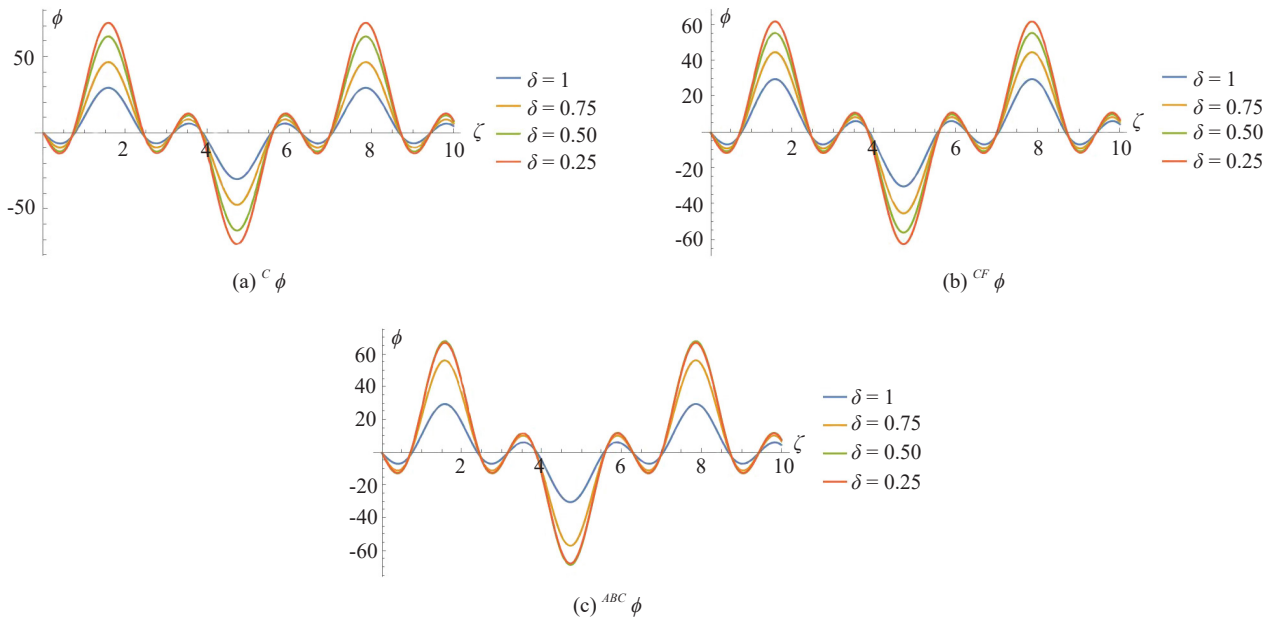 ϕ
50
-50
2
4
6
8
10
ζ
δ = 1
δ = 0.75
δ = 0.50
δ = 0.25
(a) ^C ϕ
ϕ
60
40
20
-20
-40
-60
2
4
6
8
10
ζ
δ = 1
δ = 0.75
δ = 0.50
δ = 0.25
(b) ^CF ϕ
ϕ
60
40
20
-20
-40
-60
2
4
6
8
10
ζ
δ = 1
δ = 0.75
δ = 0.50
δ = 0.25
(c) ^ABC ϕ